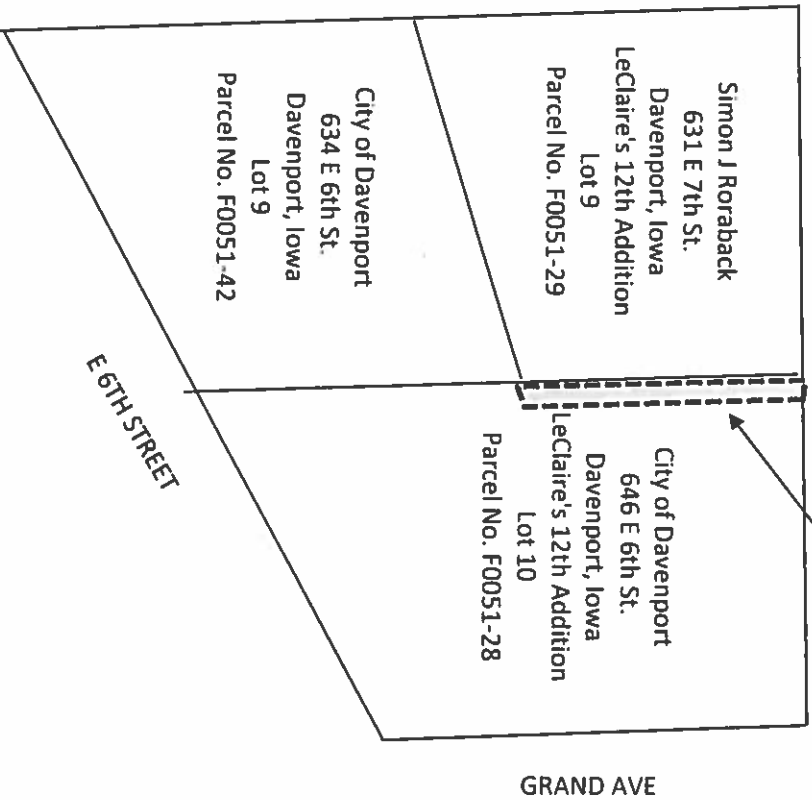 Simon J Roraback
631 E 7th St.
Davenport, Iowa
LeClaire's 12th Addition
Lot 9
Parcel No. F0051-29
City of Davenport
634 E 6th St.
Davenport, Iowa
Lot 9
Parcel No. F0051-42
City of Davenport
646 E 6th St.
Davenport, Iowa
LeClaire's 12th Addition
Lot 10
Parcel No. F0051-28
E 6TH STREET
GRAND AVE